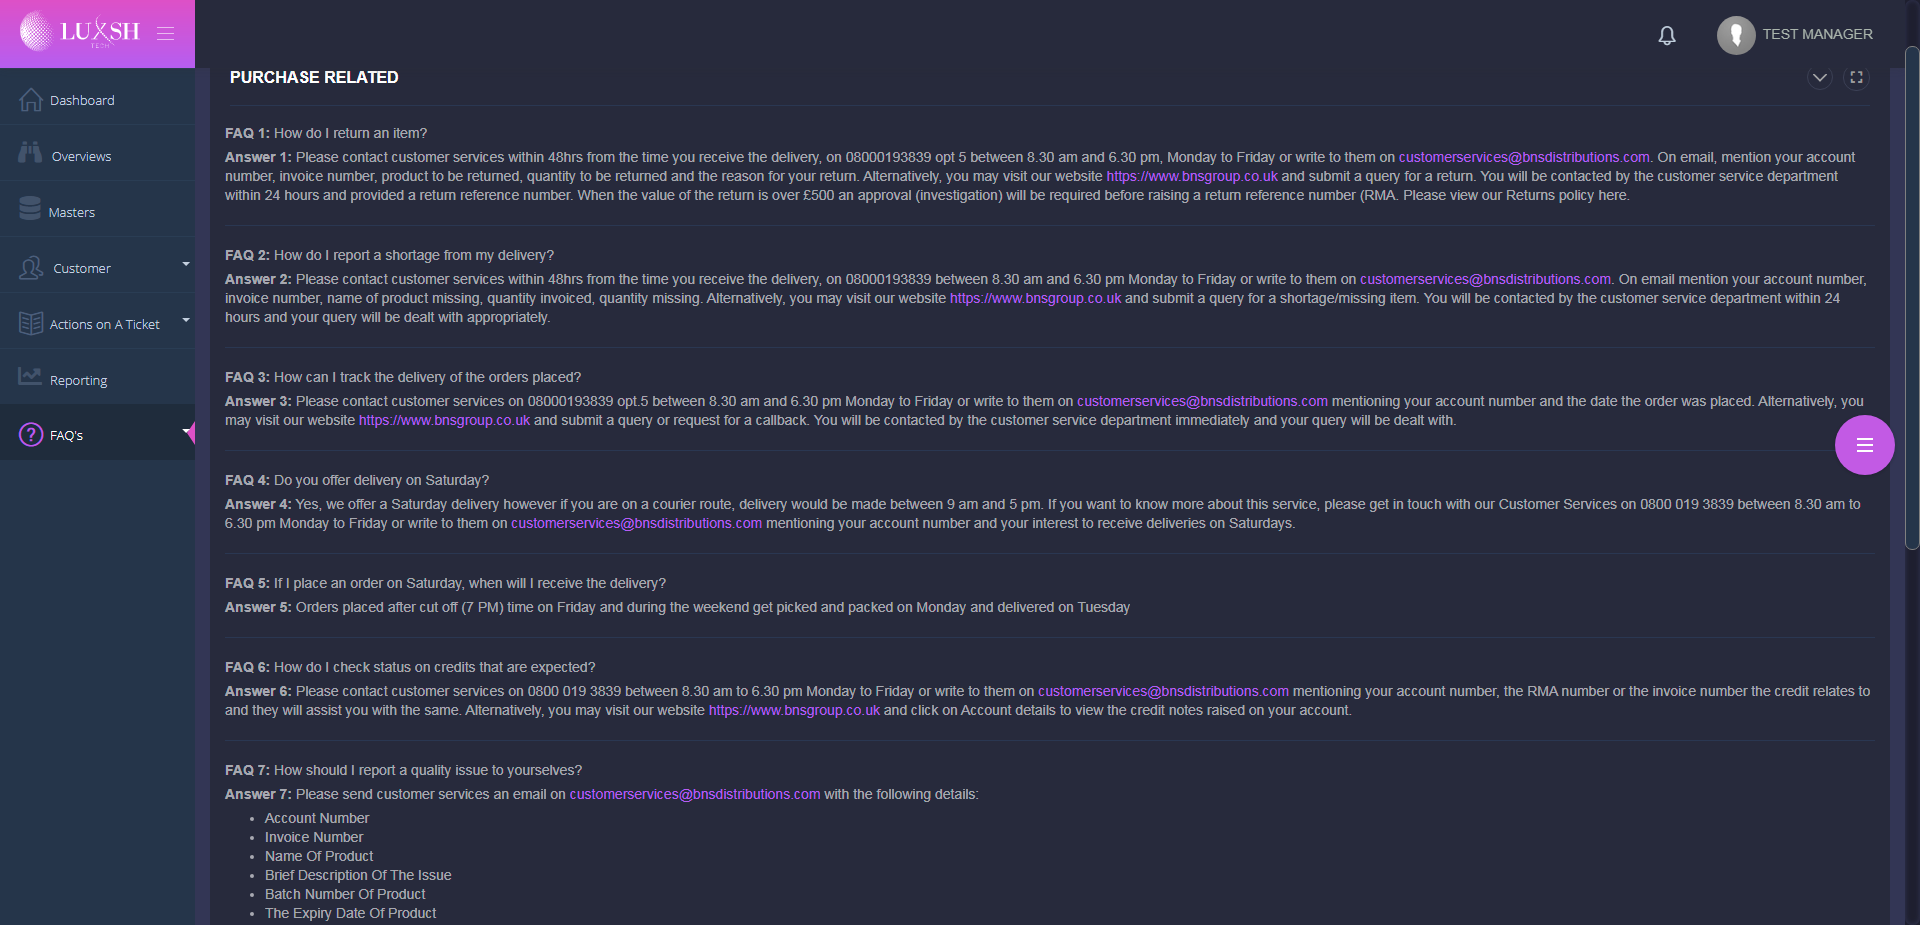 LUXSH
TECH
TEST MANAGER
Dashboard
Overviews
Masters
Customer
Actions on A Ticket
Reporting
? FAQ's
PURCHASE RELATED
FAQ 1: How do I return an item?
Answer 1: Please contact customer services within 48hrs from the time you receive the delivery, on 08000193839 opt 5 between 8.30 am and 6.30 pm, Monday to Friday or write to them on customerservices@bnsdistributions.com. On email, mention your account
number, invoice number, product to be returned, quantity to be returned and the reason for your return. Alternatively, you may visit our website https://www.bnsgroup.co.uk and submit a query for a return. You will be contacted by the customer service department
within 24 hours and provided a return reference number. When the value of the return is over £500 an approval (investigation) will be required before raising a return reference number (RMA. Please view our Returns policy here.
FAQ 2: How do I report a shortage from my delivery?
Answer 2: Please contact customer services within 48hrs from the time you receive the delivery, on 08000193839 between 8.30 am and 6.30 pm Monday to Friday or write to them on customerservices@bnsdistributions.com. On email mention your account number,
invoice number, name of product missing, quantity invoiced, quantity missing. Alternatively, you may visit our website https://www.bnsgroup.co.uk and submit a query for a shortage/missing item. You will be contacted by the customer service department within 24
hours and your query will be dealt with appropriately.
FAQ 3: How can I track the delivery of the orders placed?
Answer 3: Please contact customer services on 08000193839 opt.5 between 8.30 am and 6.30 pm Monday to Friday or write to them on customerservices@bnsdistributions.com mentioning your account number and the date the order was placed. Alternatively, you
may visit our website https://www.bnsgroup.co.uk and submit a query or request for a callback. You will be contacted by the customer service department immediately and your query will be dealt with.
FAQ 4: Do you offer delivery on Saturday?
Answer 4: Yes, we offer a Saturday delivery however if you are on a courier route, delivery would be made between 9 am and 5 pm. If you want to know more about this service, please get in touch with our Customer Services on 0800 019 3839 between 8.30 am to
6.30 pm Monday to Friday or write to them on customerservices@bnsdistributions.com mentioning your account number and your interest to receive deliveries on Saturdays.
FAQ 5: If I place an order on Saturday, when will I receive the delivery?
Answer 5: Orders placed after cut off (7 PM) time on Friday and during the weekend get picked and packed on Monday and delivered on Tuesday
FAQ 6: How do I check status on credits that are expected?
Answer 6: Please contact customer services on 0800 019 3839 between 8.30 am to 6.30 pm Monday to Friday or write to them on customerservices@bnsdistributions.com mentioning your account number, the RMA number or the invoice number the credit relates to
and they will assist you with the same. Alternatively, you may visit our website https://www.bnsgroup.co.uk and click on Account details to view the credit notes raised on your account.
FAQ 7: How should I report a quality issue to yourselves?
Answer 7: Please send customer services an email on customerservices@bnsdistributions.com with the following details:
• Account Number
• Invoice Number
• Name Of Product
• Brief Description Of The Issue
• Batch Number Of Product
• The Expiry Date Of Product